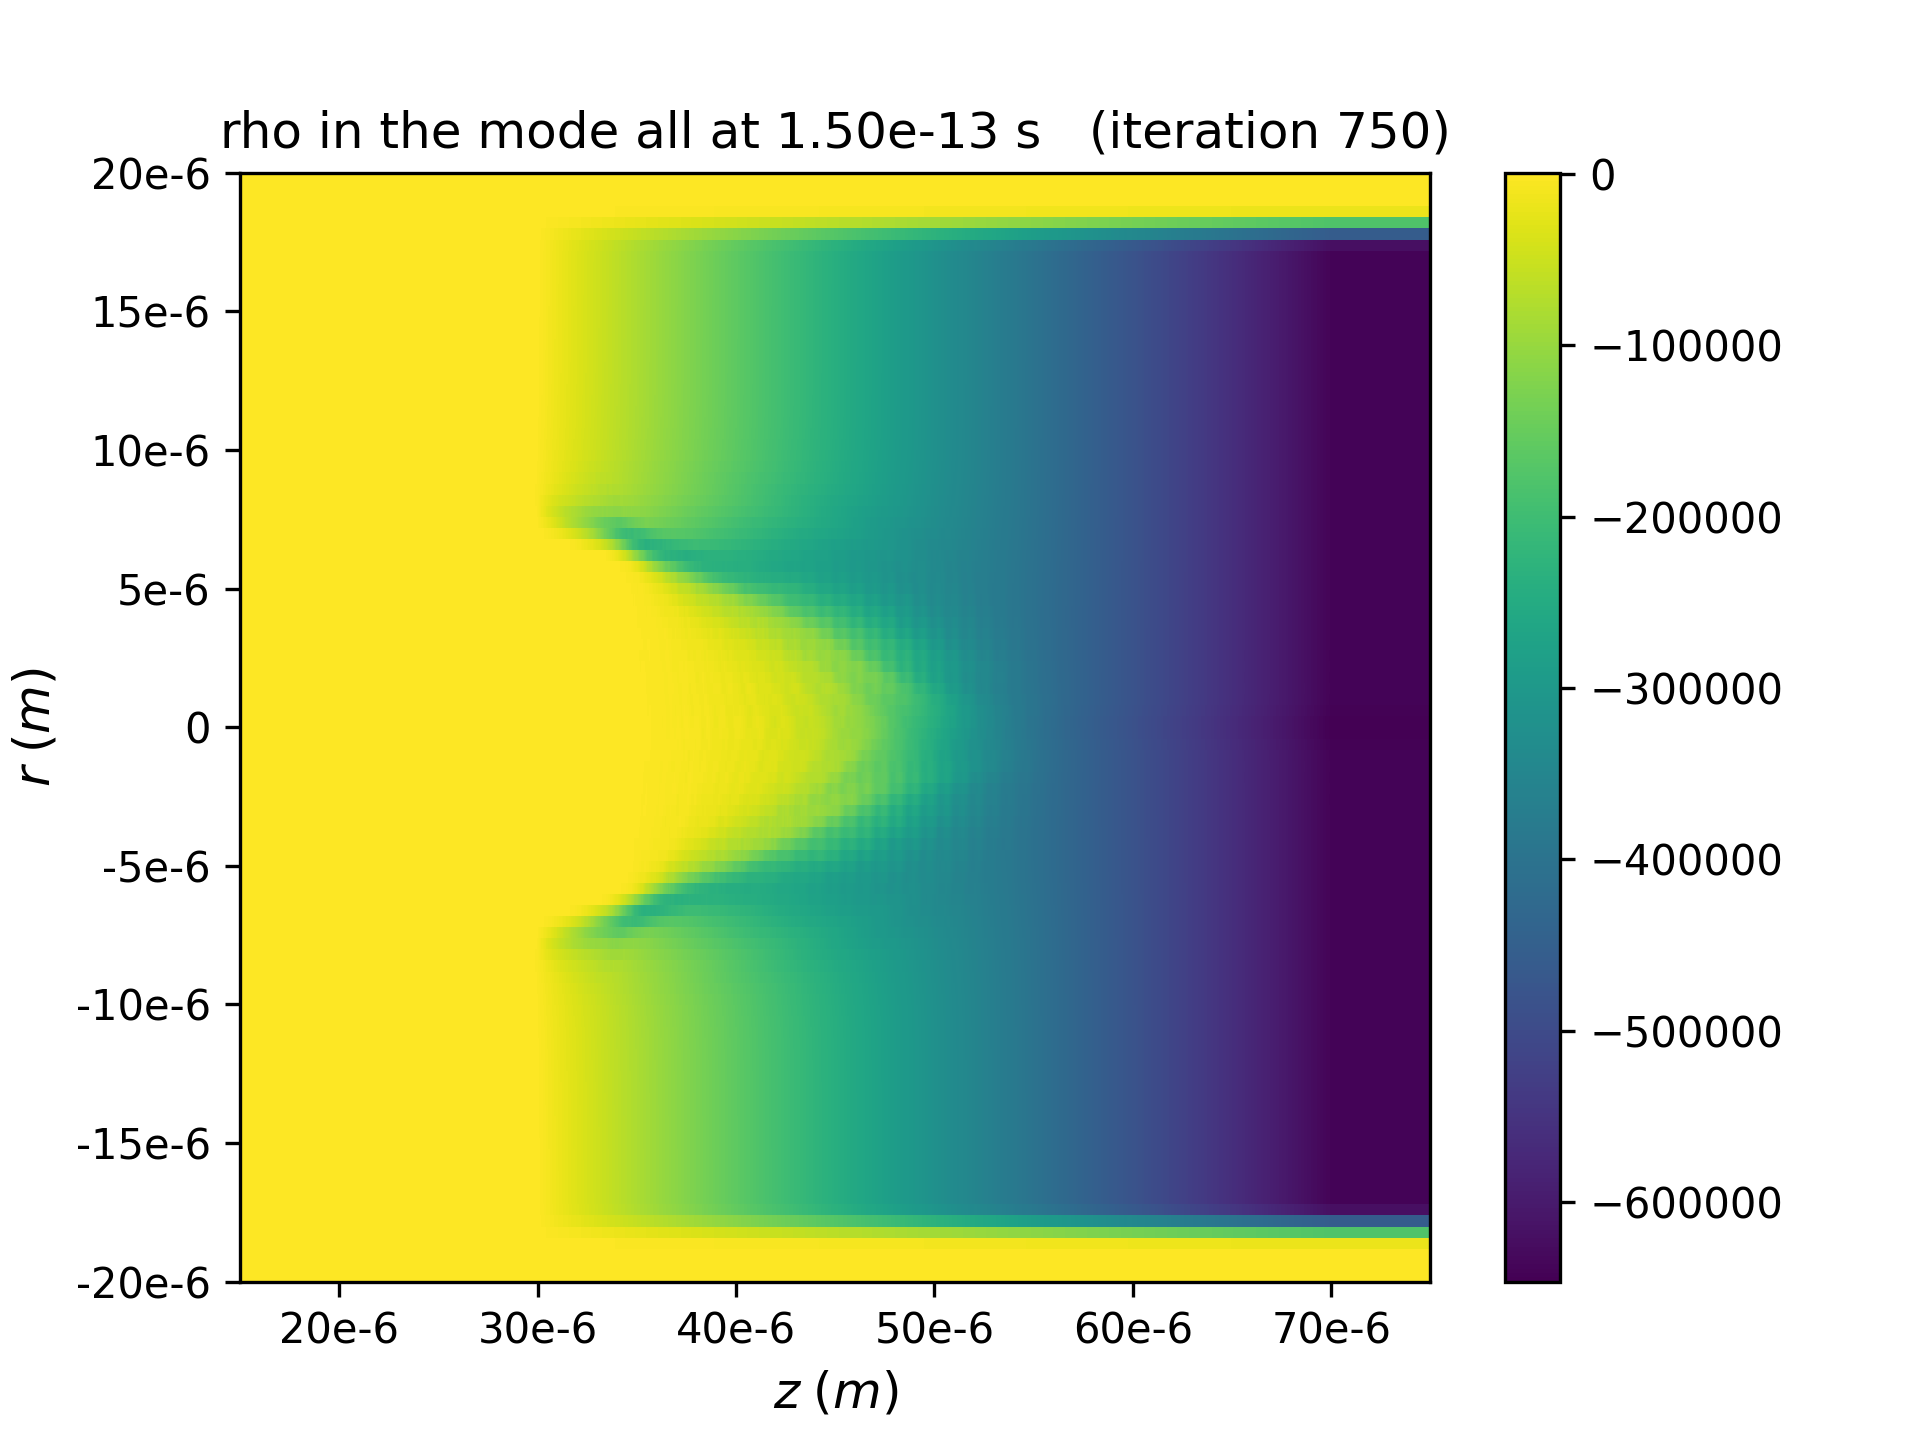 rho in the mode all at 1.50e-13 s   (iteration 750)
20e-6
15e-6
10e-6
5e-6
0
-5e-6
-10e-6
-15e-6
-20e-6
r (m)
20e-6 30e-6 40e-6 50e-6 60e-6 70e-6
z (m)
0
−100000
−200000
−300000
−400000
−500000
−600000